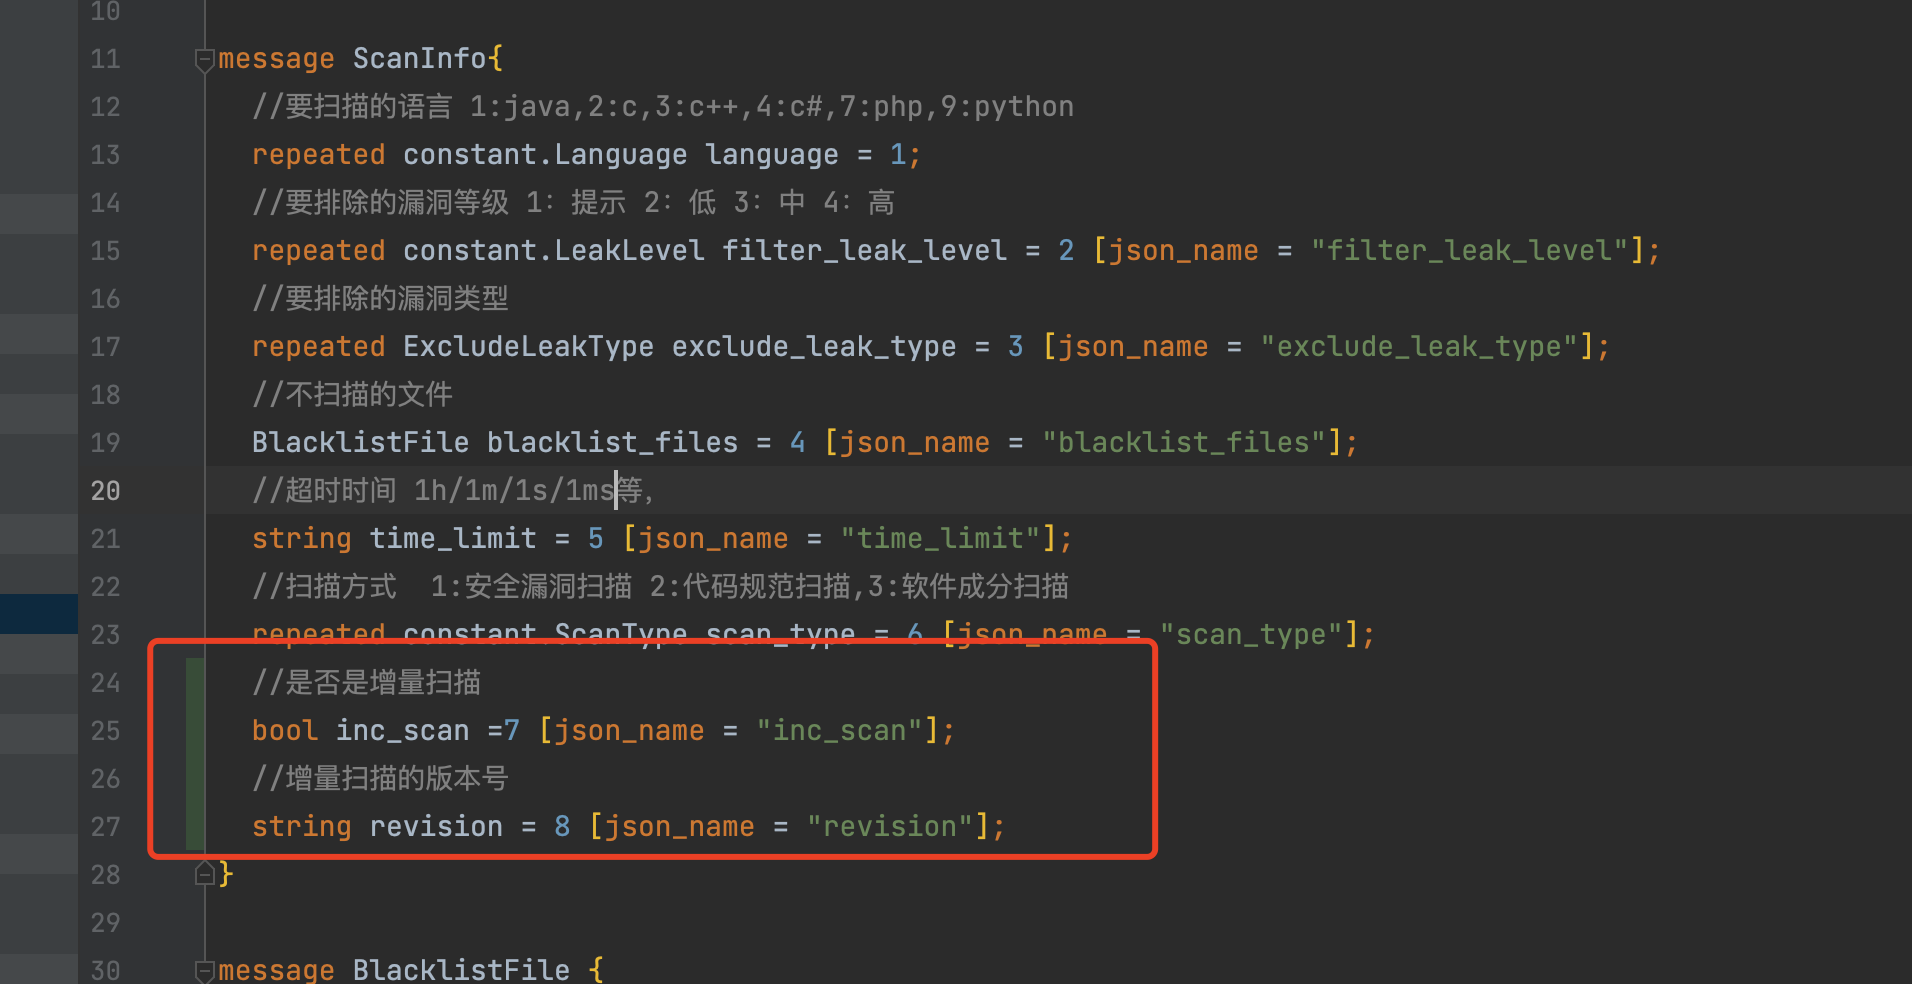 10
11 message ScanInfo{
12 //要扫描的语言 1:java,2:c,3:c++,4:c#,7:php,9:python
13 repeated constant.Language language = 1;
14 //要排除的漏洞等级 1: 提示 2: 低 3: 中 4: 高
15 repeated constant.LeakLevel filter_leak_level = 2 [json_name = "filter_leak_level"];
16 //要排除的漏洞类型
17 repeated ExcludeLeakType exclude_leak_type = 3 [json_name = "exclude_leak_type"];
18 //不扫描的文件
19 BlacklistFile blacklist_files = 4 [json_name = "blacklist_files"];
20 //超时时间 1h/1m/1s/1ms等,
21 string time_limit = 5 [json_name = "time_limit"];
22 //扫描方式  1:安全漏洞扫描 2:代码规范扫描,3:软件成分扫描
23 repeated constant.ScanType scan_type = 6 [json_name = "scan_type"];
24 //是否是增量扫描
25 bool inc_scan =7 [json_name = "inc_scan"];
26 //增量扫描的版本号
27 string revision = 8 [json_name = "revision"];
28 }
29
30 message BlacklistFile {